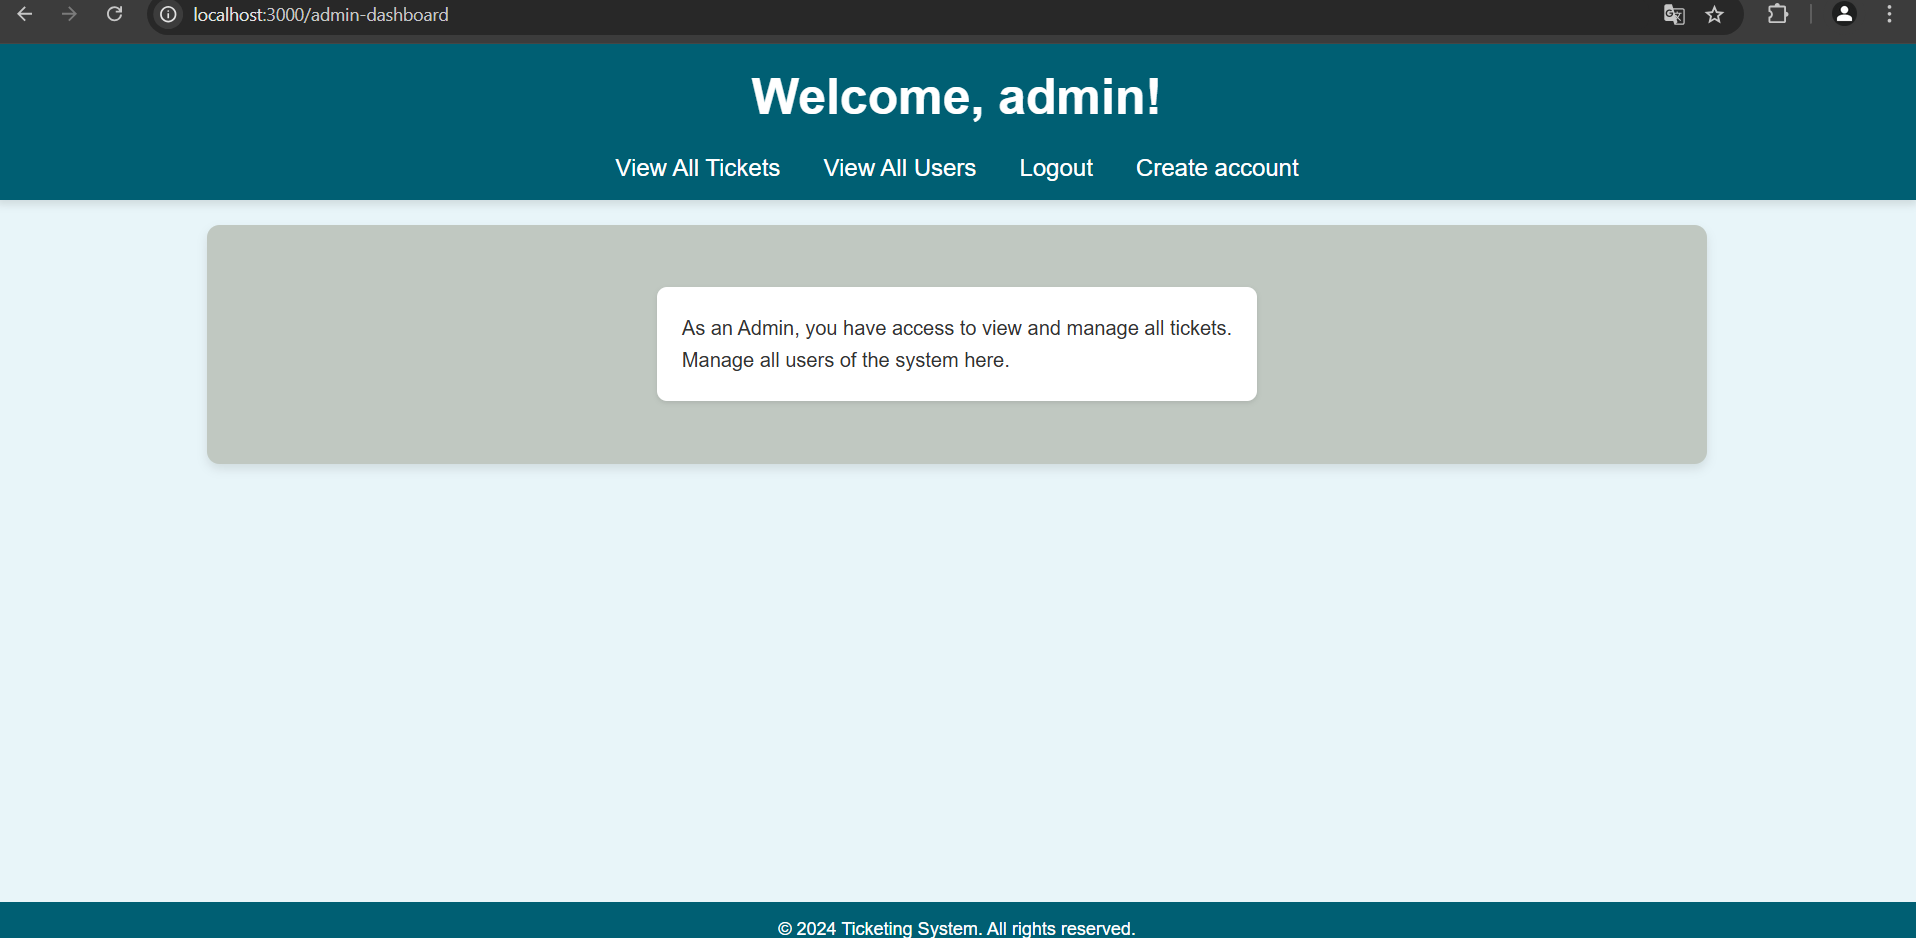 localhost:3000/admin-dashboard
Welcome, admin!
View All Tickets View All Users Logout Create account
As an Admin, you have access to view and manage all tickets.
Manage all users of the system here.
© 2024 Ticketing System. All rights reserved.